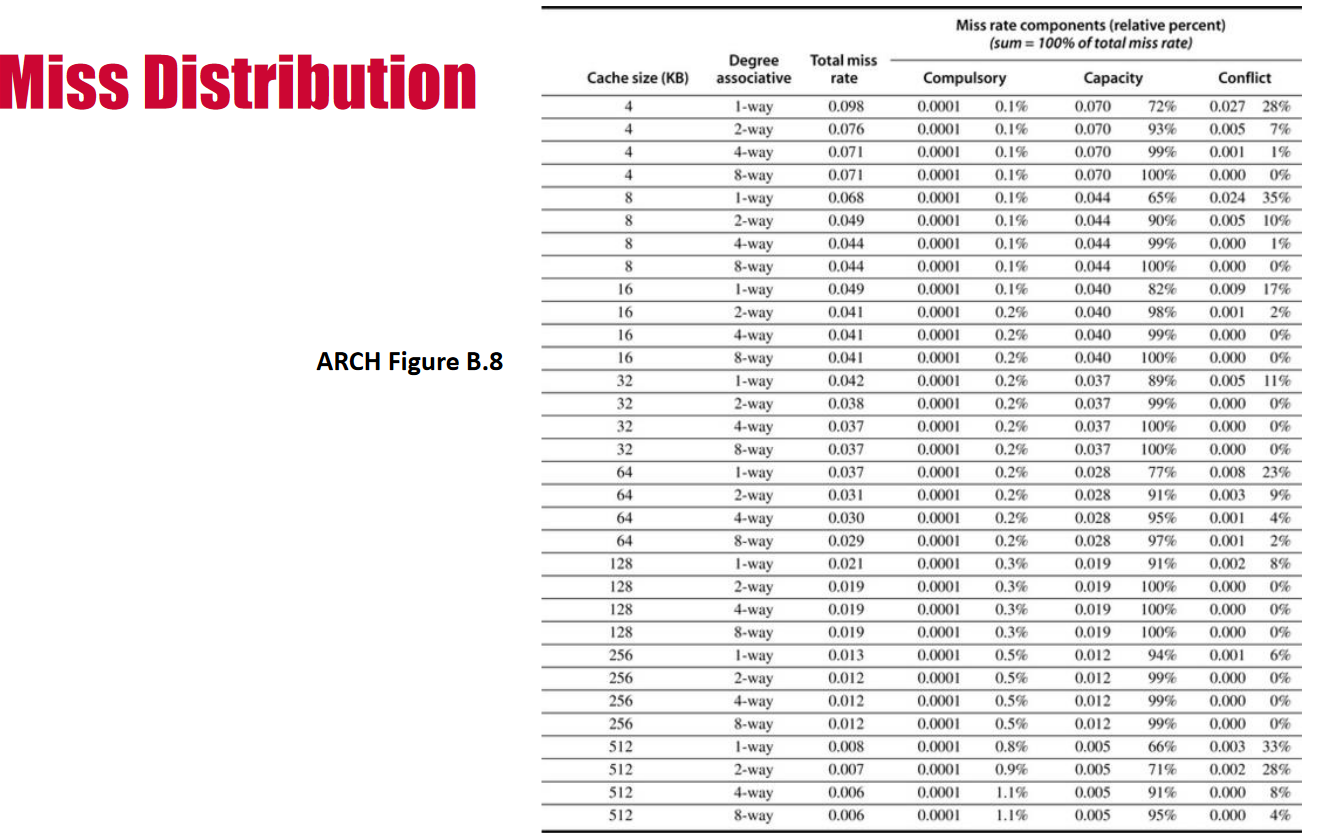 Miss Distribution
ARCH Figure B.8
Miss rate components (relative percent)
(sum = 100% of total miss rate)
Degree Total miss
Cache size (KB) associative rate Compulsory Capacity Conflict
4 1-way 0.098 0.0001 0.1% 0.070 72% 0.027 28%
4 2-way 0.076 0.0001 0.1% 0.070 93% 0.005 7%
4 4-way 0.071 0.0001 0.1% 0.070 99% 0.001 1%
4 8-way 0.071 0.0001 0.1% 0.070 100% 0.000 0%
8 1-way 0.068 0.0001 0.1% 0.044 65% 0.024 35%
8 2-way 0.049 0.0001 0.1% 0.044 90% 0.005 10%
8 4-way 0.044 0.0001 0.1% 0.044 99% 0.000 1%
8 8-way 0.044 0.0001 0.1% 0.044 100% 0.000 0%
16 1-way 0.049 0.0001 0.1% 0.040 82% 0.009 17%
16 2-way 0.041 0.0001 0.2% 0.040 98% 0.001 2%
16 4-way 0.041 0.0001 0.2% 0.040 99% 0.000 0%
16 8-way 0.041 0.0001 0.2% 0.040 100% 0.000 0%
32 1-way 0.042 0.0001 0.2% 0.037 89% 0.005 11%
32 2-way 0.038 0.0001 0.2% 0.037 99% 0.000 0%
32 4-way 0.037 0.0001 0.2% 0.037 100% 0.000 0%
32 8-way 0.037 0.0001 0.2% 0.037 100% 0.000 0%
64 1-way 0.037 0.0001 0.2% 0.028 77% 0.008 23%
64 2-way 0.031 0.0001 0.2% 0.028 91% 0.003 9%
64 4-way 0.030 0.0001 0.2% 0.028 95% 0.001 4%
64 8-way 0.029 0.0001 0.2% 0.028 97% 0.001 2%
128 1-way 0.021 0.0001 0.3% 0.019 91% 0.002 8%
128 2-way 0.019 0.0001 0.3% 0.019 100% 0.000 0%
128 4-way 0.019 0.0001 0.3% 0.019 100% 0.000 0%
128 8-way 0.019 0.0001 0.3% 0.019 100% 0.000 0%
256 1-way 0.013 0.0001 0.5% 0.012 94% 0.001 6%
256 2-way 0.012 0.0001 0.5% 0.012 99% 0.000 0%
256 4-way 0.012 0.0001 0.5% 0.012 99% 0.000 0%
256 8-way 0.012 0.0001 0.5% 0.012 99% 0.000 0%
512 1-way 0.008 0.0001 0.8% 0.005 66% 0.003 33%
512 2-way 0.007 0.0001 0.9% 0.005 71% 0.002 28%
512 4-way 0.006 0.0001 1.1% 0.005 91% 0.000 8%
512 8-way 0.006 0.0001 1.1% 0.005 95% 0.000 4%